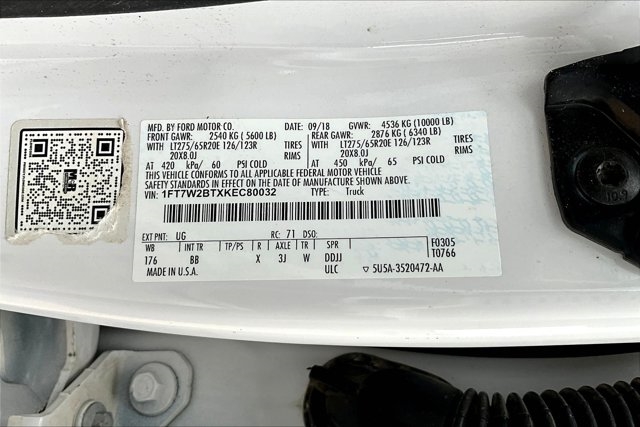 MFD. BY FORD MOTOR CO. DATE: 09/18 GVWR: 4536 KG (10000 LB)
FRONT GAWR: 2540 KG ( 5600 LB) REAR GAWR: 2876 KG ( 6340 LB)
WITH LT275/65R20E 126/123R TIRES WITH LT275/65R20E 126/123R TIRES
20X8.0J RIMS 20X8.0J RIMS
AT 420 kPa/ 60 PSI COLD AT 450 kPa/ 65 PSI COLD
THIS VEHICLE CONFORMS TO ALL APPLICABLE FEDERAL MOTOR VEHICLE
SAFETY STANDARDS IN EFFECT ON THE DATE OF MANUFACTURE SHOWN ABOVE.
VIN: 1FT7W2BTXKEC80032 TYPE: Truck
EXT PNT: UG RC: 71 DSO: F0305
WB INT TR TP/PS R AXLE TR SPR T0766
176 BB X 3J W DDJJ
MADE IN U.S.A. ULC ▽ 5U5A-3520472-AA